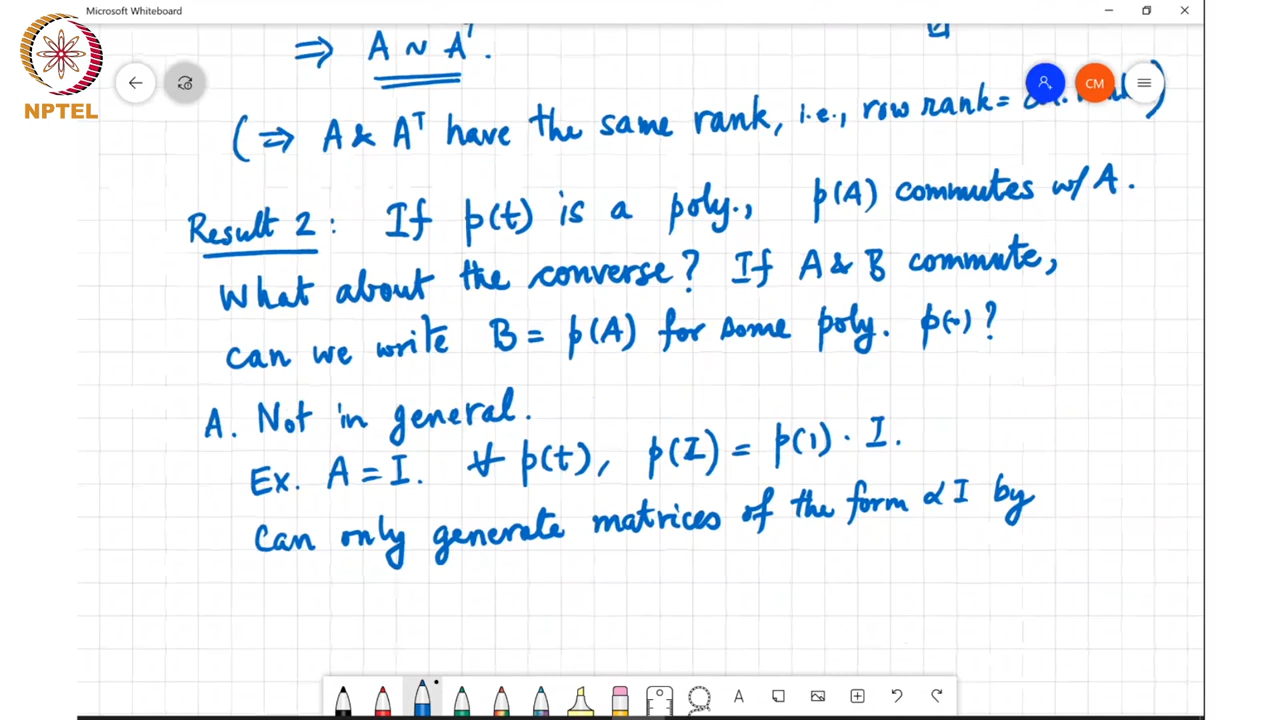 Microsoft Whiteboard
NPTEL
⇒ A ~ Aᵀ.
CM
(⇒ A & Aᵀ have the same rank, i.e., row rank =
Result 2 : If p(t) is a poly., p(A) commutes w/ A.
What about the converse? If A & B commute,
can we write B = p(A) for some poly. p(·)?
A. Not in general.
Ex. A = I. ∀ p(t), p(I) = p(1) · I.
Can only generate matrices of the form αI by
A